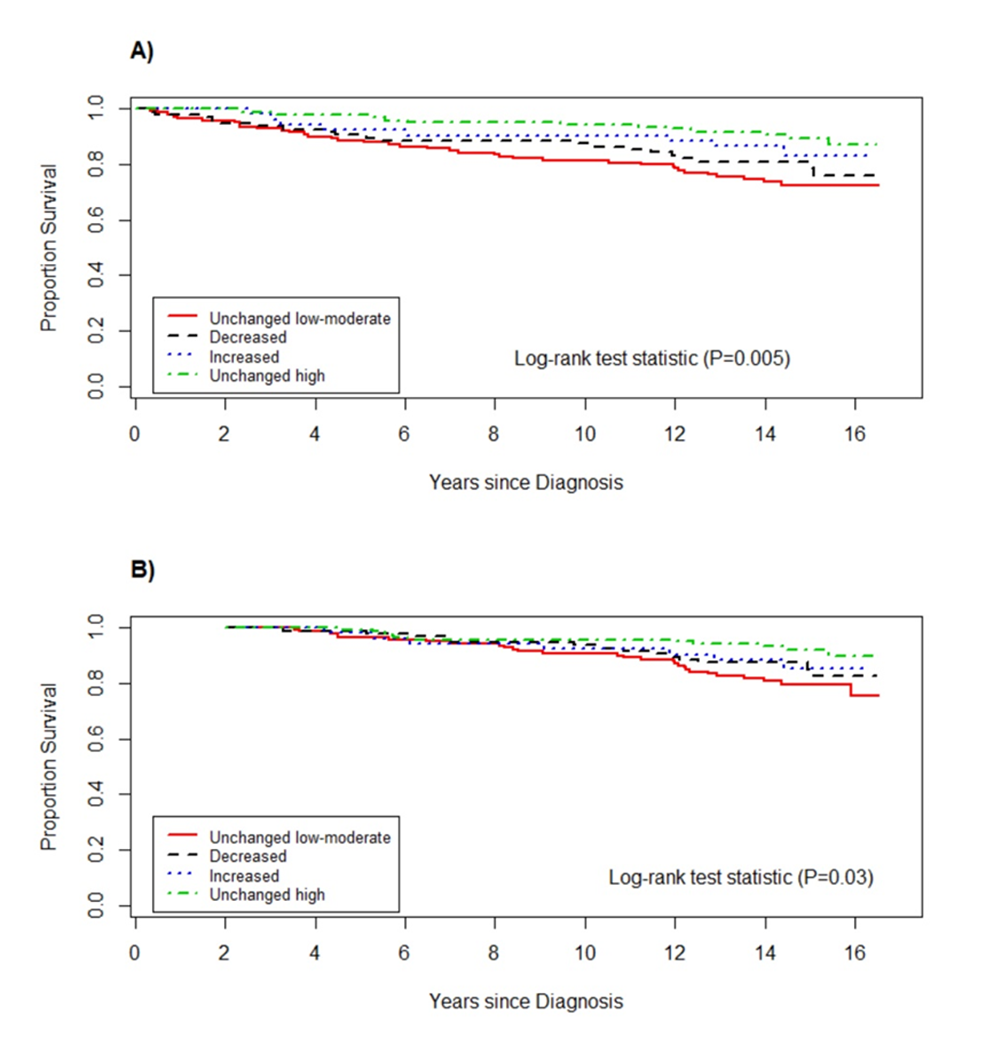 A)
1.0
0.8
0.6
0.4
0.2
0.0
Proportion Survival
Unchanged low-moderate
Decreased
Increased
Unchanged high
Log-rank test statistic (P=0.005)
0 2 4 6 8 10 12 14 16
Years since Diagnosis
B)
1.0
0.8
0.6
0.4
0.2
0.0
Proportion Survival
Unchanged low-moderate
Decreased
Increased
Unchanged high
Log-rank test statistic (P=0.03)
0 2 4 6 8 10 12 14 16
Years since Diagnosis